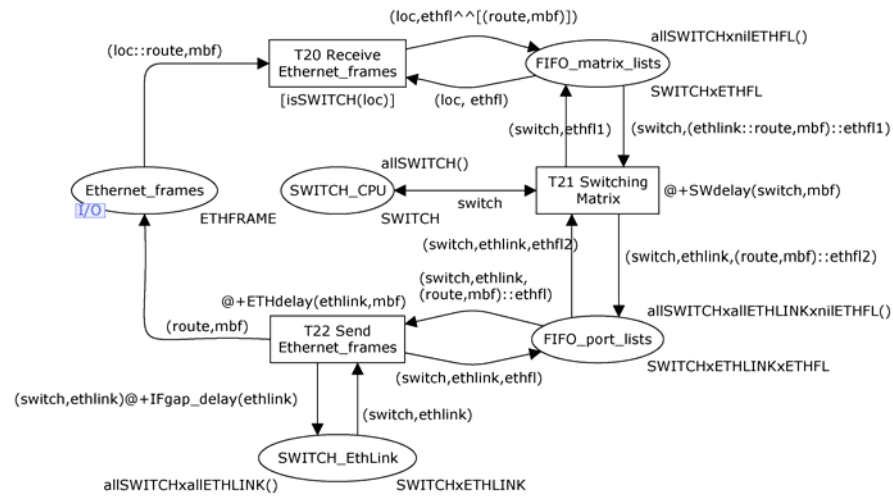 (loc,ethfl^^[(route,mbf)])
allSWITCHxnilETHFL()
(loc::route,mbf)
T20 Receive
Ethernet_frames
FIFO_matrix_lists
[isSWITCH(loc)]
(loc, ethfl)
SWITCHxETHFL
(switch,ethfl1)
(switch,(ethlink::route,mbf)::ethfl1)
allSWITCH()
Ethernet_frames
I/O
ETHFRAME
SWITCH_CPU
SWITCH
switch
T21 Switching
Matrix
@+SWdelay(switch,mbf)
(switch,ethlink,ethfl2)
(switch,ethlink,(route,mbf)::ethfl2)
(switch,ethlink,
(route,mbf)::ethfl)
@+ETHdelay(ethlink,mbf)
allSWITCHxallETHLINKxnilETHFL()
(route,mbf)
T22 Send
Ethernet_frames
FIFO_port_lists
SWITCHxETHLINKxETHFL
(switch,ethlink,ethfl)
(switch,ethlink)@+IFgap_delay(ethlink)
(switch,ethlink)
SWITCH_EthLink
allSWITCHxallETHLINK()
SWITCHxETHLINK